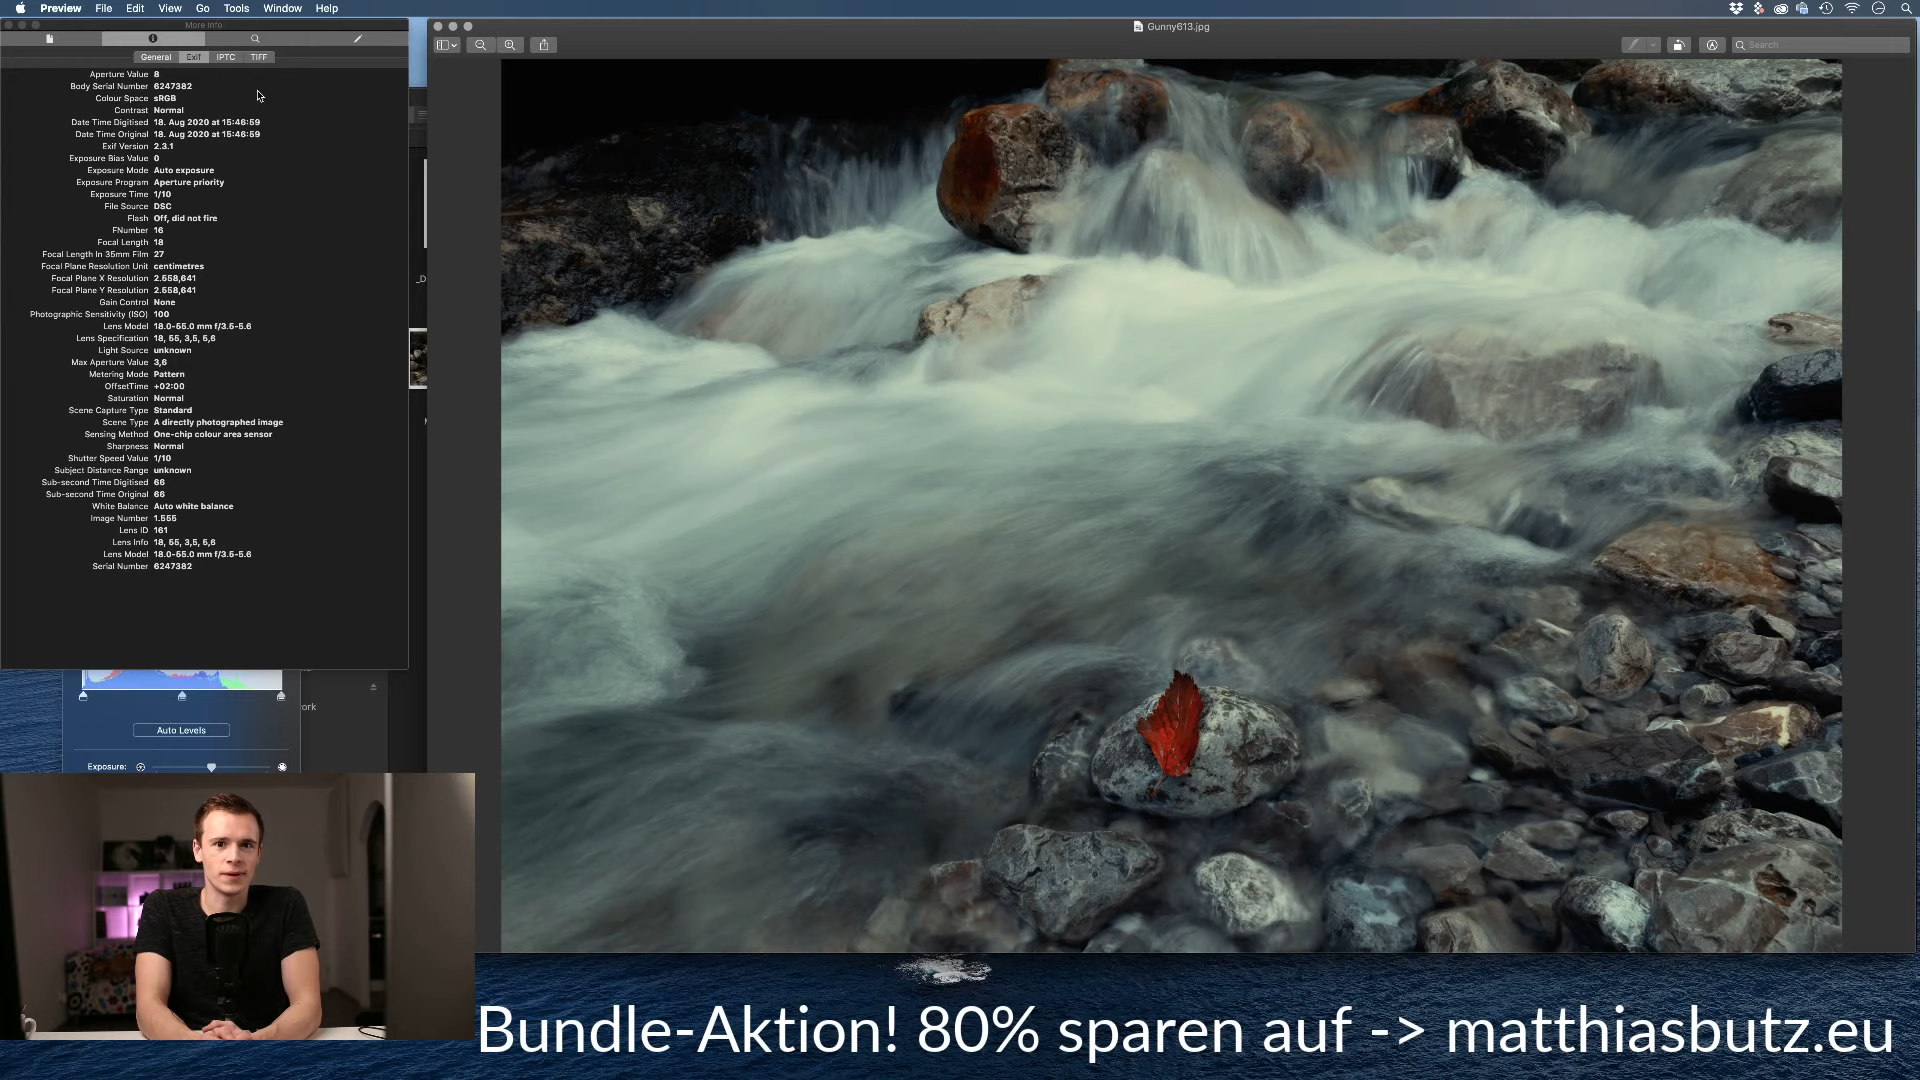 Preview File Edit View Go Tools Window Help
More Info
General Exif IPTC TIFF
Aperture Value 8
Body Serial Number 6247382
Colour Space sRGB
Contrast Normal
Date Time Digitised 18. Aug 2020 at 15:46:59
Date Time Original 18. Aug 2020 at 15:46:59
Exif Version 2.3.1
Exposure Bias Value 0
Exposure Mode Auto exposure
Exposure Program Aperture priority
Exposure Time 1/10
File Source DSC
Flash Off, did not fire
FNumber 16
Focal Length 18
Focal Length In 35mm Film 27
Focal Plane Resolution Unit centimetres
Focal Plane X Resolution 2.558,641
Focal Plane Y Resolution 2.558,641
Gain Control None
Photographic Sensitivity (ISO) 100
Lens Model 18.0-55.0 mm f/3.5-5.6
Lens Specification 18, 55, 3,5, 5,6
Light Source unknown
Max Aperture Value 3,6
Metering Mode Pattern
OffsetTime +02:00
Saturation Normal
Scene Capture Type Standard
Scene Type A directly photographed image
Sensing Method One-chip colour area sensor
Sharpness Normal
Shutter Speed Value 1/10
Subject Distance Range unknown
Sub-second Time Digitised 66
Sub-second Time Original 66
White Balance Auto white balance
Image Number 1.555
Lens ID 161
Lens Info 18, 55, 3,5, 5,6
Lens Model 18.0-55.0 mm f/3.5-5.6
Serial Number 6247382
Auto Levels
Exposure:
Gunny613.jpg
Search
Bundle-Aktion! 80% sparen auf -> matthiasbutz.eu